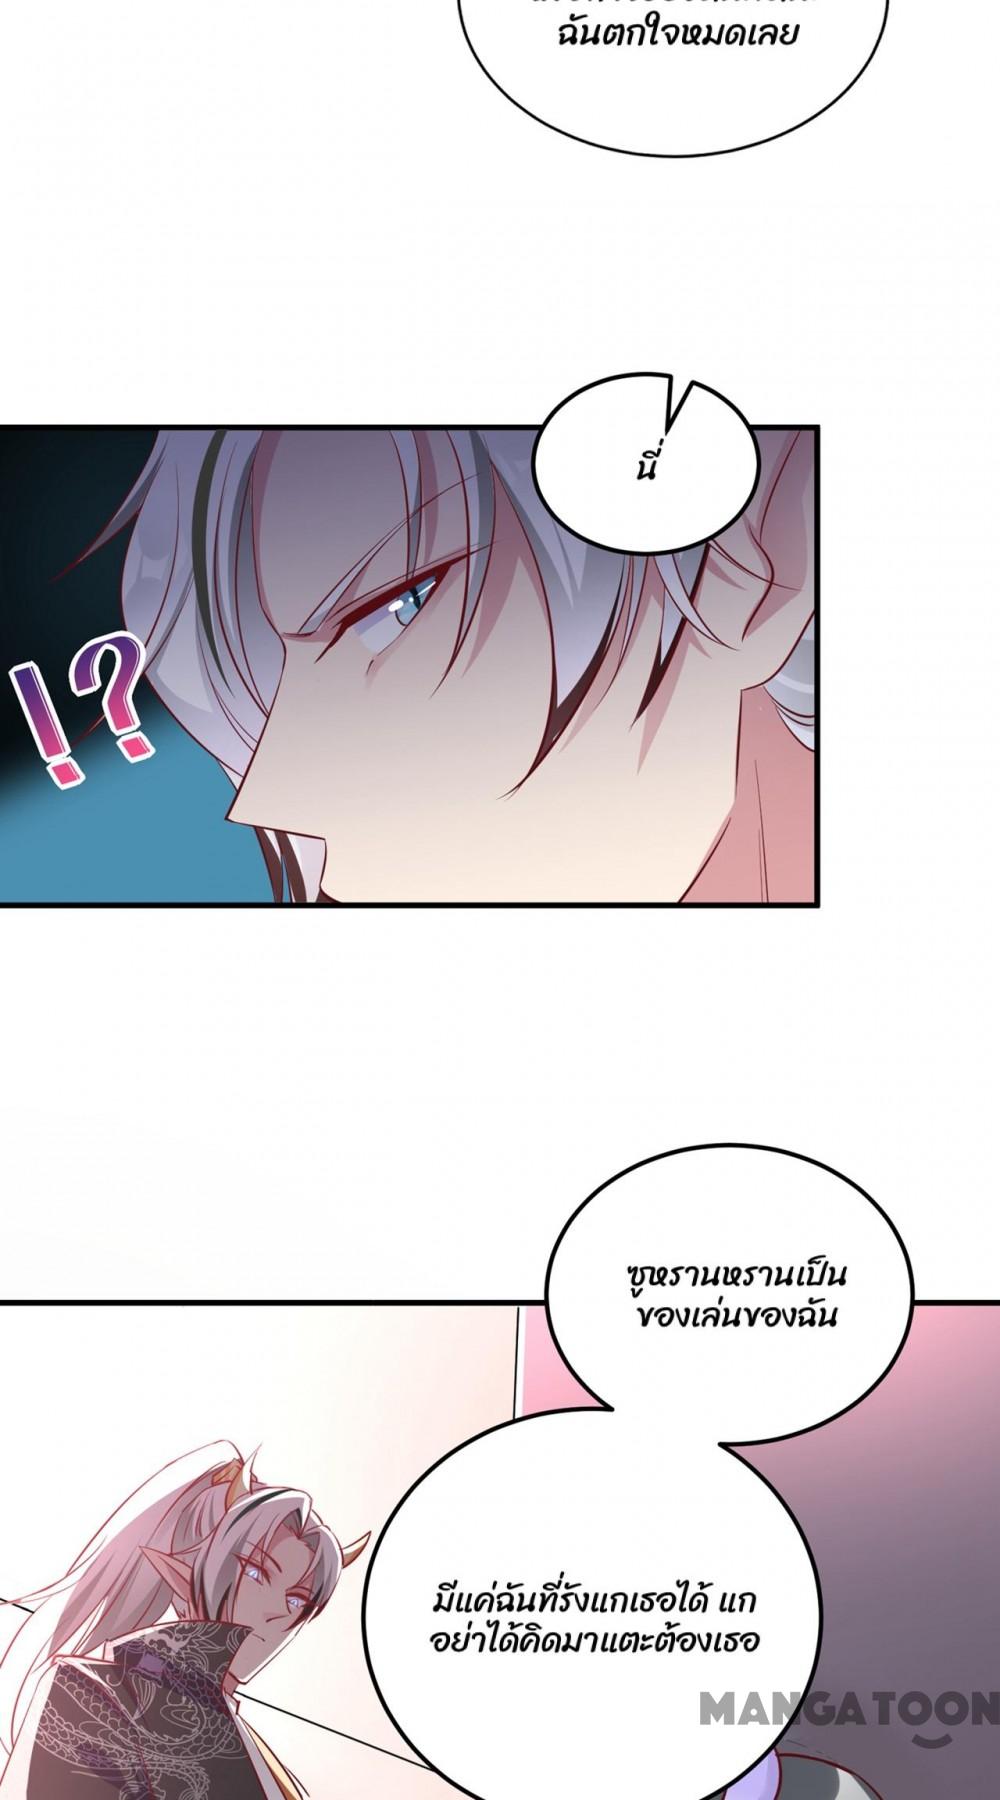 ฉันตกใจหมดเลย
นี่
!?
ซูหรานหรานเป็น
ของเล่นของฉัน
มีแค่ฉันที่รังแกเธอได้ แก
อย่าได้คิดมาแตะต้องเธอ
MANGATOON